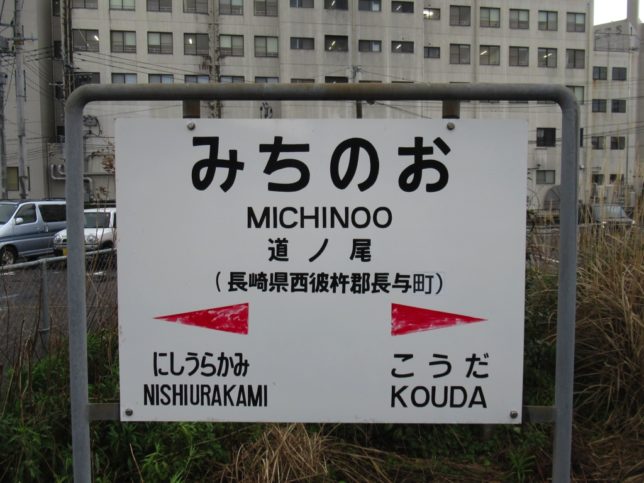 みちのお
MICHINOO
道ノ尾
(長崎県西彼杵郡長与町)
にしうらかみ こうだ
NISHIURAKAMI KOUDA